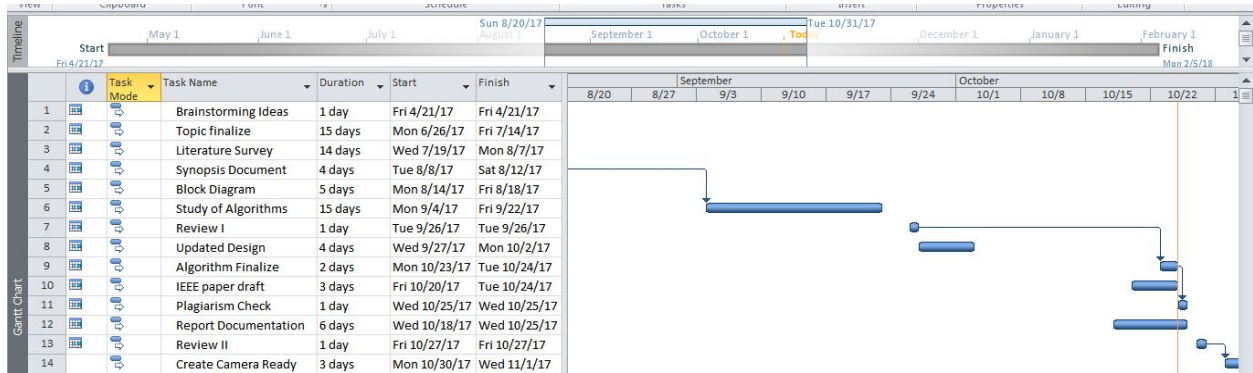 View Clipboard Font Schedule Tasks Insert Properties Editing
Timeline
Sun 8/20/17 Tue 10/31/17
May 1 June 1 July 1 August 1 September 1 October 1 Today December 1 January 1 February 1
Start Finish
Fri 4/21/17 Mon 2/5/18
Task Mode Task Name Duration Start Finish
September October
8/20 8/27 9/3 9/10 9/17 9/24 10/1 10/8 10/15 10/22 1
1 Brainstorming Ideas 1 day Fri 4/21/17 Fri 4/21/17
2 Topic finalize 15 days Mon 6/26/17 Fri 7/14/17
3 Literature Survey 14 days Wed 7/19/17 Mon 8/7/17
4 Synopsis Document 4 days Tue 8/8/17 Sat 8/12/17
5 Block Diagram 5 days Mon 8/14/17 Fri 8/18/17
6 Study of Algorithms 15 days Mon 9/4/17 Fri 9/22/17
7 Review I 1 day Tue 9/26/17 Tue 9/26/17
8 Updated Design 4 days Wed 9/27/17 Mon 10/2/17
9 Algorithm Finalize 2 days Mon 10/23/17 Tue 10/24/17
10 IEEE paper draft 3 days Fri 10/20/17 Tue 10/24/17
11 Plagiarism Check 1 day Wed 10/25/17 Wed 10/25/17
12 Report Documentation 6 days Wed 10/18/17 Wed 10/25/17
13 Review II 1 day Fri 10/27/17 Fri 10/27/17
14 Create Camera Ready 3 days Mon 10/30/17 Wed 11/1/17
Gantt Chart